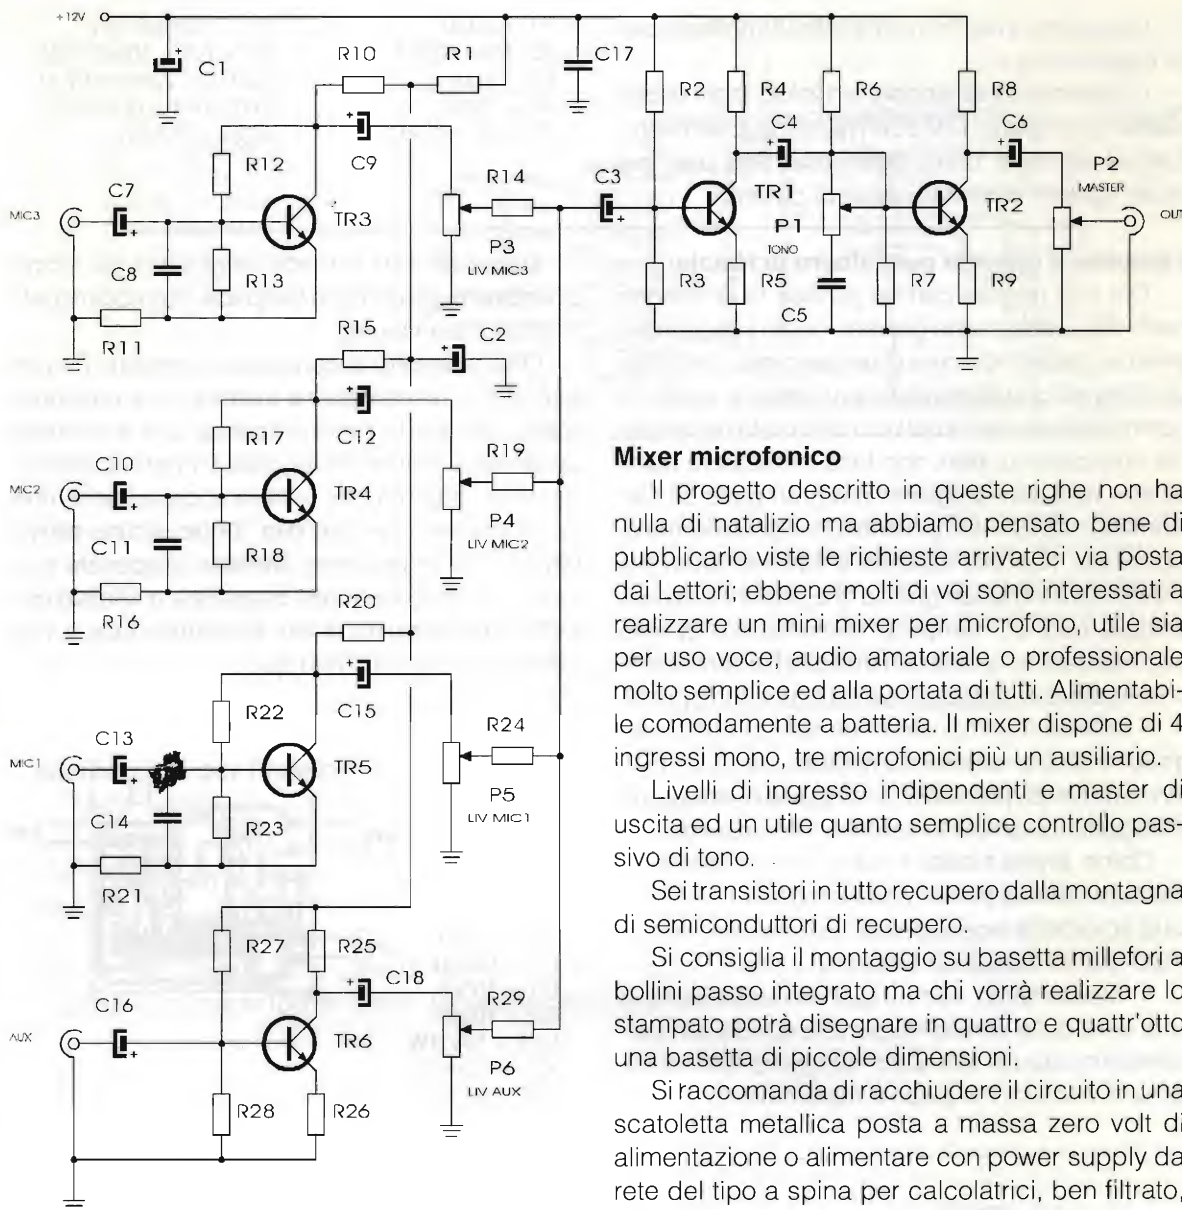 +12V
C1
R10
R1
C17
R2
R4
R6
R8
C4
C6
R12
C9
C7
R14
C3
P2
MASTER
MIC3
TR3
TR1
TR2
OUT
P3
LIV MIC3
P1
TONO
C8
R13
R3
R5
R7
R9
C5
R11
R15
C2
R17
C12
C10
R19
MIC2
TR4
P4
LIV MIC2
C11
R18
R16
R20
R22
C15
C13
R24
MIC1
TR5
P5
LIV MIC1
C14
R23
R21
R27
R25
C18
C16
R29
AUX
TR6
P6
LIV AUX
R28
R26
Mixer microfonico
Il progetto descritto in queste righe non ha
nulla di natalizio ma abbiamo pensato bene di
pubblicarlo viste le richieste arrivateci via posta
dai Lettori; ebbene molti di voi sono interessati a
realizzare un mini mixer per microfono, utile sia
per uso voce, audio amatoriale o professionale
molto semplice ed alla portata di tutti. Alimentabi-
le comodamente a batteria. Il mixer dispone di 4
ingressi mono, tre microfonici più un ausiliario.
Livelli di ingresso indipendenti e master di
uscita ed un utile quanto semplice controllo pas-
sivo di tono.
Sei transistori in tutto recupero dalla montagna
di semiconduttori di recupero.
Si consiglia il montaggio su basetta millefori a
bollini passo integrato ma chi vorrà realizzare lo
stampato potrà disegnare in quattro e quattr'otto
una basetta di piccole dimensioni.
Si raccomanda di racchiudere il circuito in una
scatoletta metallica posta a massa zero volt di
alimentazione o alimentare con power supply da
rete del tipo a spina per calcolatrici, ben filtrato,